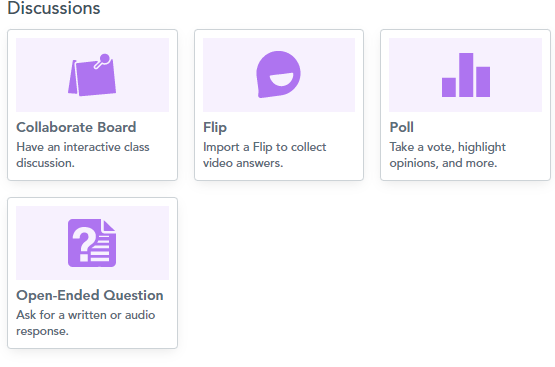 Discussions
Collaborate Board
Have an interactive class
discussion.
Flip
Import a Flip to collect
video answers.
Poll
Take a vote, highlight
opinions, and more.
Open-Ended Question
Ask for a written or audio
response.